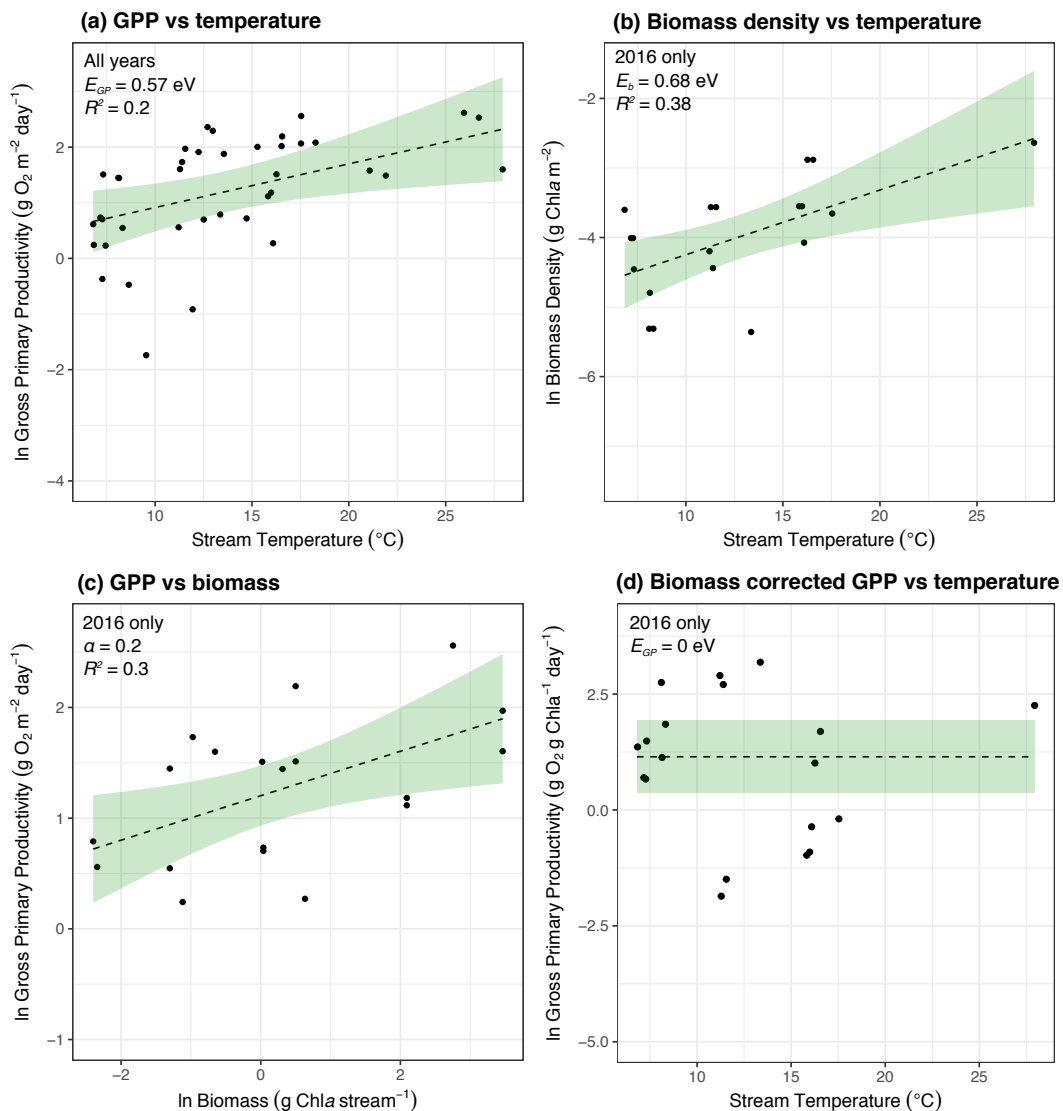 (a) GPP vs temperature
All years
E_GP = 0.57 eV
R² = 0.2
ln Gross Primary Productivity (g O₂ m⁻² day⁻¹)
2
0
−2
−4
10 15 20 25
Stream Temperature (°C)
(b) Biomass density vs temperature
2016 only
E_b = 0.68 eV
R² = 0.38
ln Biomass Density (g Chla m⁻²)
−2
−4
−6
10 15 20 25
Stream Temperature (°C)
(c) GPP vs biomass
2016 only
α = 0.2
R² = 0.3
ln Gross Primary Productivity (g O₂ m⁻² day⁻¹)
2
1
0
−1
−2 0 2
ln Biomass (g Chla stream⁻¹)
(d) Biomass corrected GPP vs temperature
2016 only
E_GP = 0 eV
ln Gross Primary Productivity (g O₂ g Chla⁻¹ day⁻¹)
2.5
0.0
−2.5
−5.0
10 15 20 25
Stream Temperature (°C)